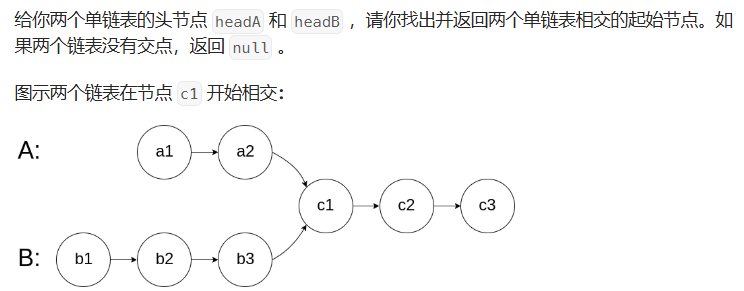 给你两个单链表的头节点 headA 和 headB ，请你找出并返回两个单链表相交的起始节点。如
果两个链表没有交点，返回 null 。
图示两个链表在节点 c1 开始相交：
A:
a1
a2
c1
c2
c3
B:
b1
b2
b3